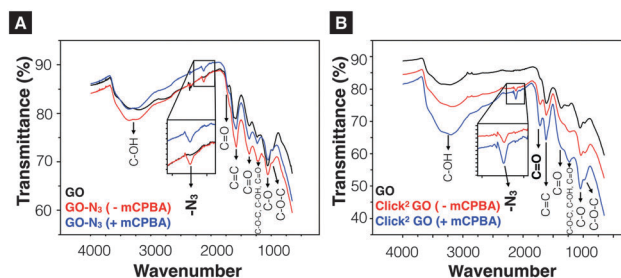 A
Transmittance (%)
90
80
70
60
C-OH
-N3
C=O
C=C
C=O
C-O-C, C-OH, C=O
C-O
C-O-C
GO
GO-N3 ( - mCPBA)
GO-N3 (+ mCPBA)
4000 3000 2000 1000
Wavenumber
B
Transmittance (%)
90
80
70
60
50
40
C-OH
-N3
C=O
C=C
C=O
C-O-C, C-OH, C=O
C-O
C-O-C
GO
Click² GO (- mCPBA)
Click² GO (+ mCPBA)
4000 3000 2000 1000
Wavenumber